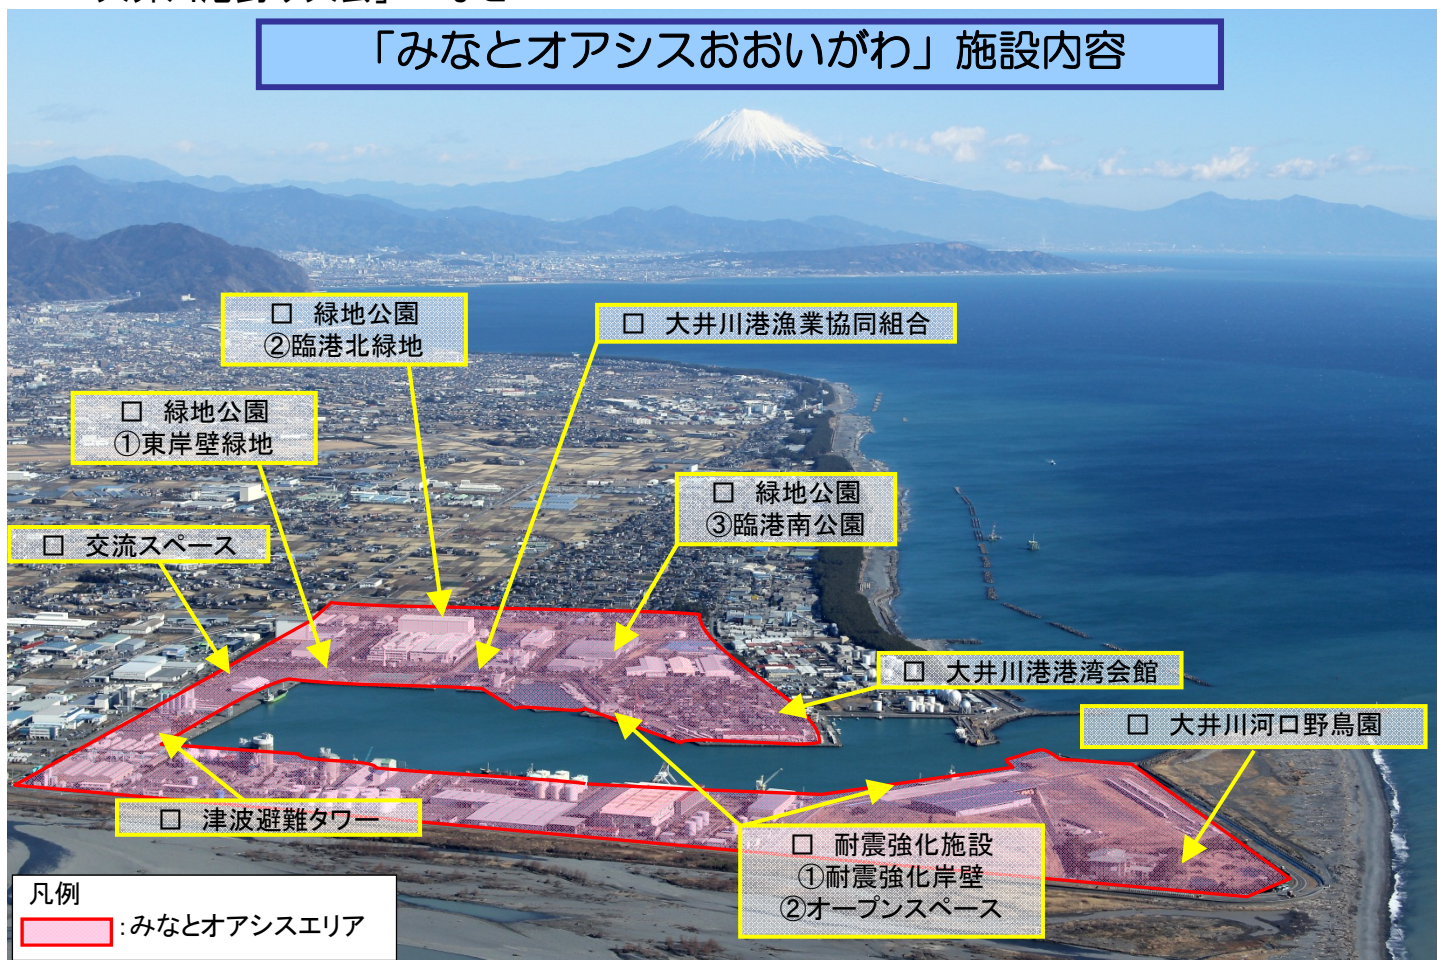 「みなとオアシスおおいがわ」施設内容
□ 緑地公園
②臨港北緑地
□ 大井川港漁業協同組合
□ 緑地公園
①東岸壁緑地
□ 緑地公園
③臨港南公園
□ 交流スペース
□ 大井川港港湾会館
□ 大井川河口野鳥園
□ 津波避難タワー
□ 耐震強化施設
①耐震強化岸壁
②オープンスペース
凡例
：みなとオアシスエリア